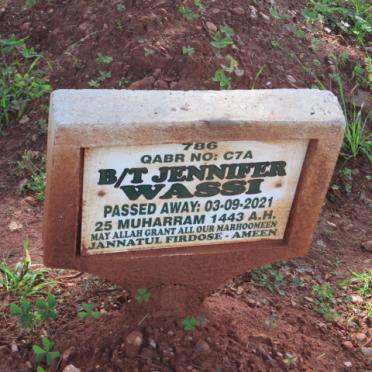 786
QABR NO: C7A
B/T JENNIFER
WASSI
PASSED AWAY: 03-09-2021
25 MUHARRAM 1443 A.H.
MAY ALLAH GRANT ALL OUR MARHOOMEEN
JANNATUL FIRDOSE - AMEEN